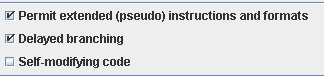 Permit extended (pseudo) instructions and formats
Delayed branching
Self-modifying code